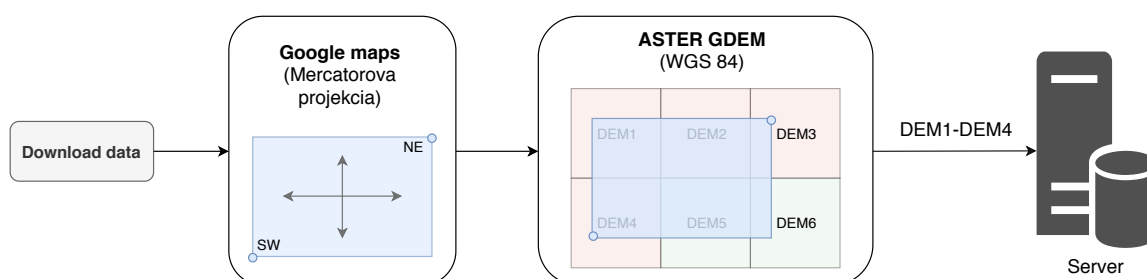 Download data
Google maps
(Mercatorova
projekcia)
NE
SW
ASTER GDEM
(WGS 84)
DEM1
DEM2
DEM3
DEM4
DEM5
DEM6
DEM1-DEM4
Server